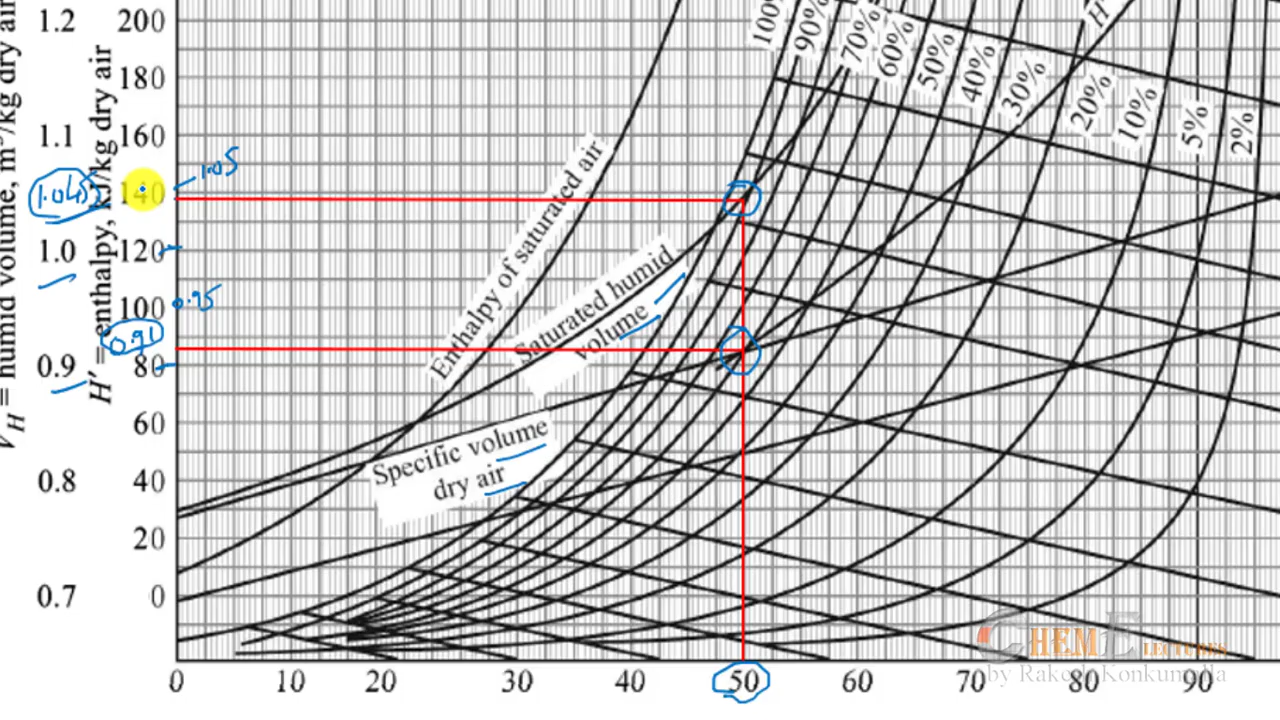 V_H = humid volume, m³/kg dry air
H′ = enthalpy, kJ/kg dry air
1.2
1.1
1.0
0.9
0.8
0.7
200
180
160
140
120
100
80
60
40
20
0
1.05
1.045
0.95
0.91
Enthalpy of saturated air
Saturated humid
volume
Specific volume
dry air
100%
90%
70%
60%
50%
40%
30%
20%
10%
5%
2%
H′
0 10 20 30 40 50 60 70 80 90
CHEME LECTURES
by Rakesh Konkumalla